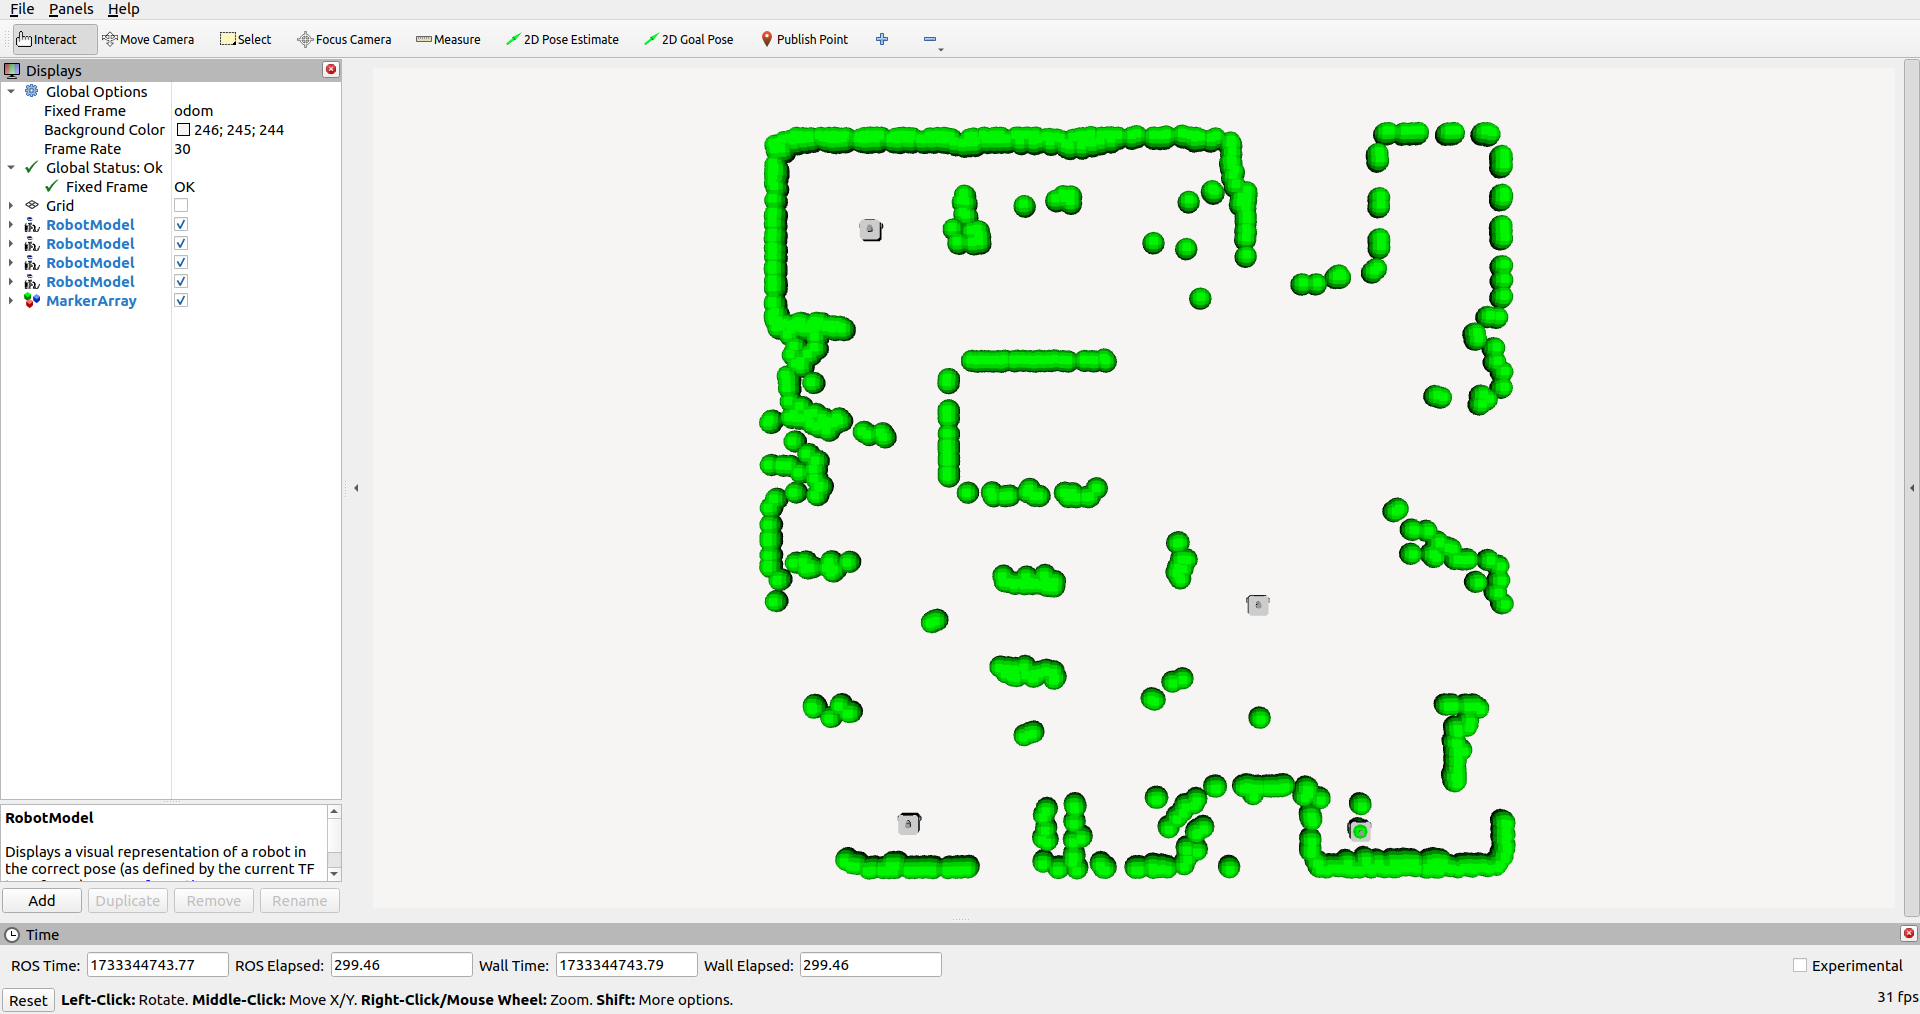 File Panels Help
Interact Move Camera Select Focus Camera Measure 2D Pose Estimate 2D Goal Pose Publish Point
Displays
Global Options
Fixed Frame odom
Background Color 246; 245; 244
Frame Rate 30
Global Status: Ok
Fixed Frame OK
Grid
RobotModel
RobotModel
RobotModel
RobotModel
MarkerArray
RobotModel
Displays a visual representation of a robot in
the correct pose (as defined by the current TF
Add Duplicate Remove Rename
Time
ROS Time: 1733344743.77 ROS Elapsed: 299.46 Wall Time: 1733344743.79 Wall Elapsed: 299.46 Experimental
Reset Left-Click: Rotate. Middle-Click: Move X/Y. Right-Click/Mouse Wheel: Zoom. Shift: More options. 31 fps